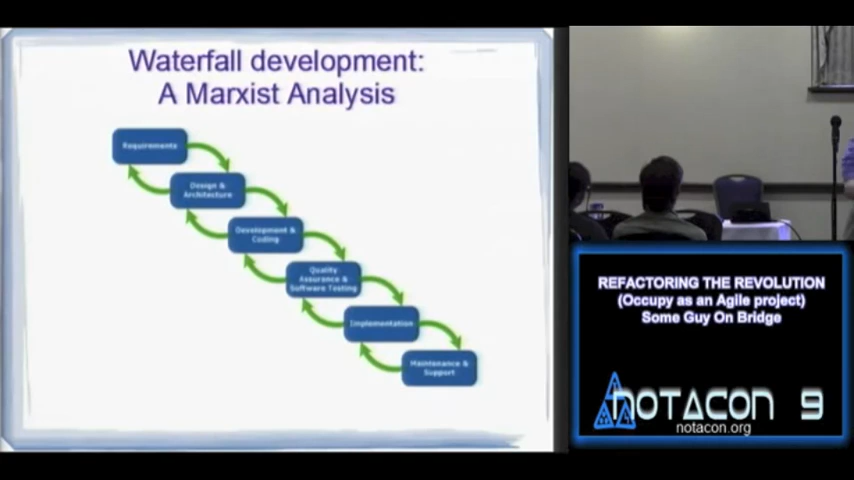 Waterfall development:
A Marxist Analysis
Requirements
Design &
Architecture
Development &
Coding
Quality
Assurance &
Software Testing
Implementation
Maintenance &
Support
REFACTORING THE REVOLUTION
(Occupy as an Agile project)
Some Guy On Bridge
NOTACON 9
notacon.org